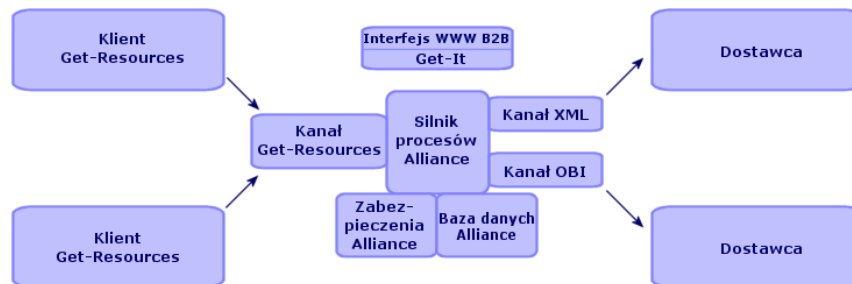 Klient
Get-Resources
Interfejs WWW B2B
Get-It
Dostawca
Kanał
Get-Resources
Silnik
procesów
Alliance
Kanał XML
Kanał OBI
Zabez-
pieczenia
Alliance
Baza danych
Alliance
Klient
Get-Resources
Dostawca